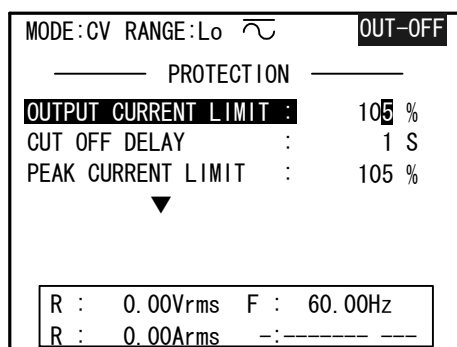 MODE:CV RANGE:Lo OUT-OFF
PROTECTION
OUTPUT CURRENT LIMIT : 105 %
CUT OFF DELAY : 1 S
PEAK CURRENT LIMIT : 105 %
R : 0.00Vrms F : 60.00Hz
R : 0.00Arms -:------- ---